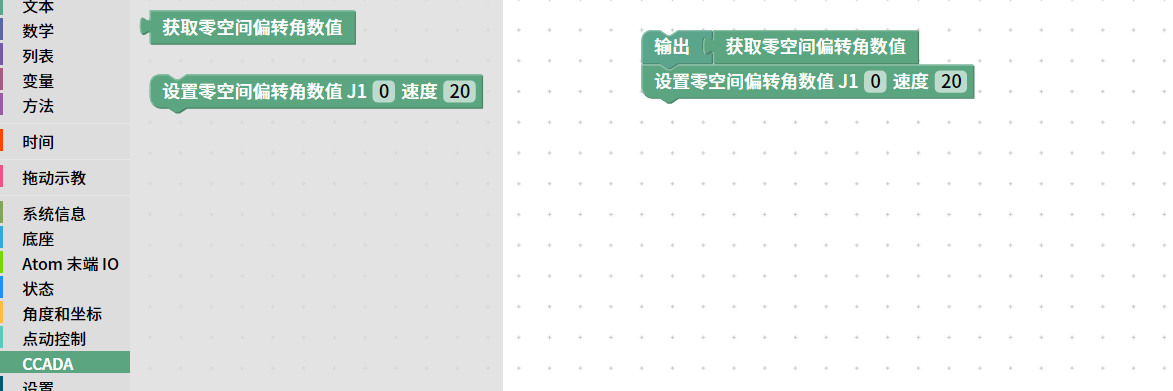 文本
数学
列表
变量
方法
时间
拖动示教
系统信息
底座
Atom 末端 IO
状态
角度和坐标
点动控制
CCADA
设置
获取零空间偏转角数值
设置零空间偏转角数值 J1 0 速度 20
输出 获取零空间偏转角数值
设置零空间偏转角数值 J1 0 速度 20